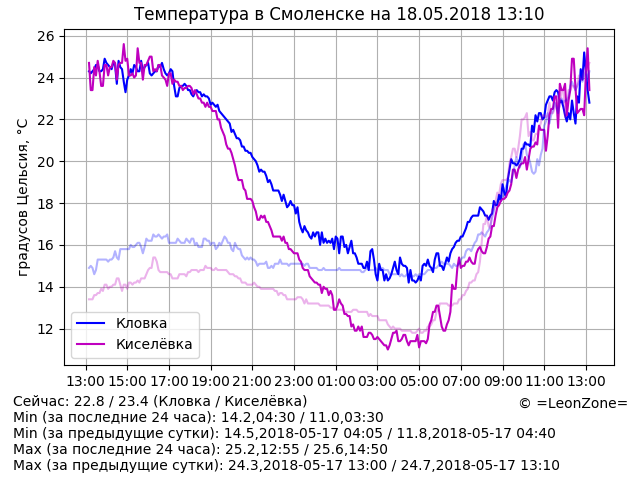 Температура в Смоленске на 18.05.2018 13:10
градусов Цельсия, °C
26
24
22
20
18
16
14
12
Кловка
Киселёвка
13:00 15:00 17:00 19:00 21:00 23:00 01:00 03:00 05:00 07:00 09:00 11:00 13:00
Сейчас: 22.8 / 23.4 (Кловка / Киселёвка)
© =LeonZone=
Min (за последние 24 часа): 14.2,04:30 / 11.0,03:30
Min (за предыдущие сутки): 14.5,2018-05-17 04:05 / 11.8,2018-05-17 04:40
Max (за последние 24 часа): 25.2,12:55 / 25.6,14:50
Max (за предыдущие сутки): 24.3,2018-05-17 13:00 / 24.7,2018-05-17 13:10